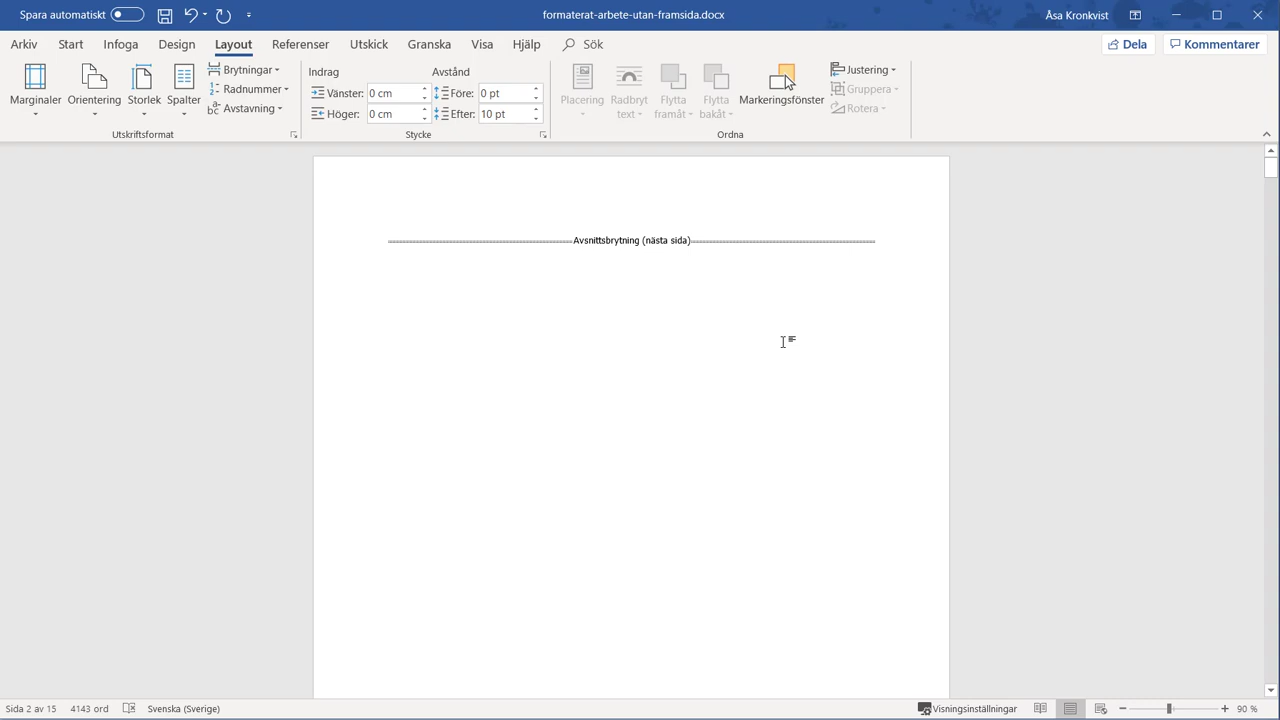 Spara automatiskt
formaterat-arbete-utan-framsida.docx
Åsa Kronkvist
Arkiv Start Infoga Design Layout Referenser Utskick Granska Visa Hjälp Sök
Dela Kommentarer
Marginaler
Orientering
Storlek
Spalter
Brytningar
Radnummer
Avstavning
Utskriftsformat
Indrag Avstånd
Vänster: 0 cm Före: 0 pt
Höger: 0 cm Efter: 10 pt
Stycke
Placering
Radbryt
text
Flytta
framåt
Flytta
bakåt
Markeringsfönster
Justering
Gruppera
Rotera
Ordna
Avsnittsbrytning (nästa sida)
Sida 2 av 15 4143 ord Svenska (Sverige) Visningsinställningar 90 %